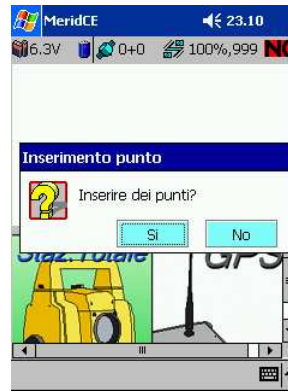 MeridCE 23.10
6.3V 0+0 100%,999 NO
Inserimento punto
Inserire dei punti?
Si No
Staz. Totale GPS